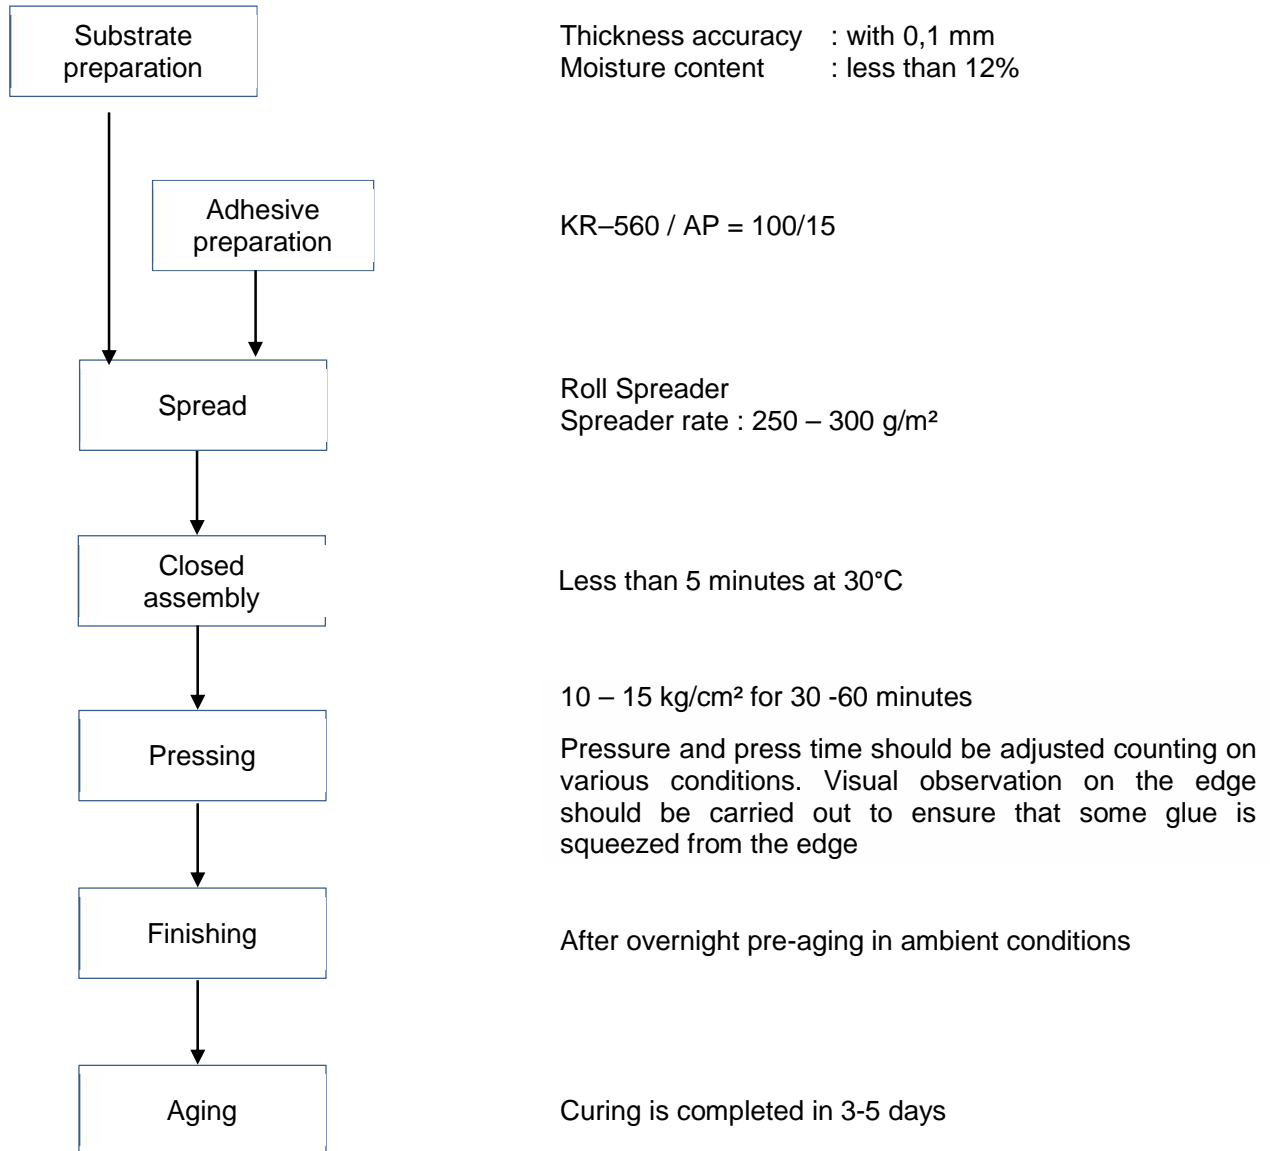 Substrate
preparation
Thickness accuracy : with 0,1 mm
Moisture content : less than 12%
Adhesive
preparation
KR–560 / AP = 100/15
Spread
Roll Spreader
Spreader rate : 250 – 300 g/m²
Closed
assembly
Less than 5 minutes at 30°C
Pressing
10 – 15 kg/cm² for 30 -60 minutes
Pressure and press time should be adjusted counting on
various conditions. Visual observation on the edge
should be carried out to ensure that some glue is
squeezed from the edge
Finishing
After overnight pre-aging in ambient conditions
Aging
Curing is completed in 3-5 days